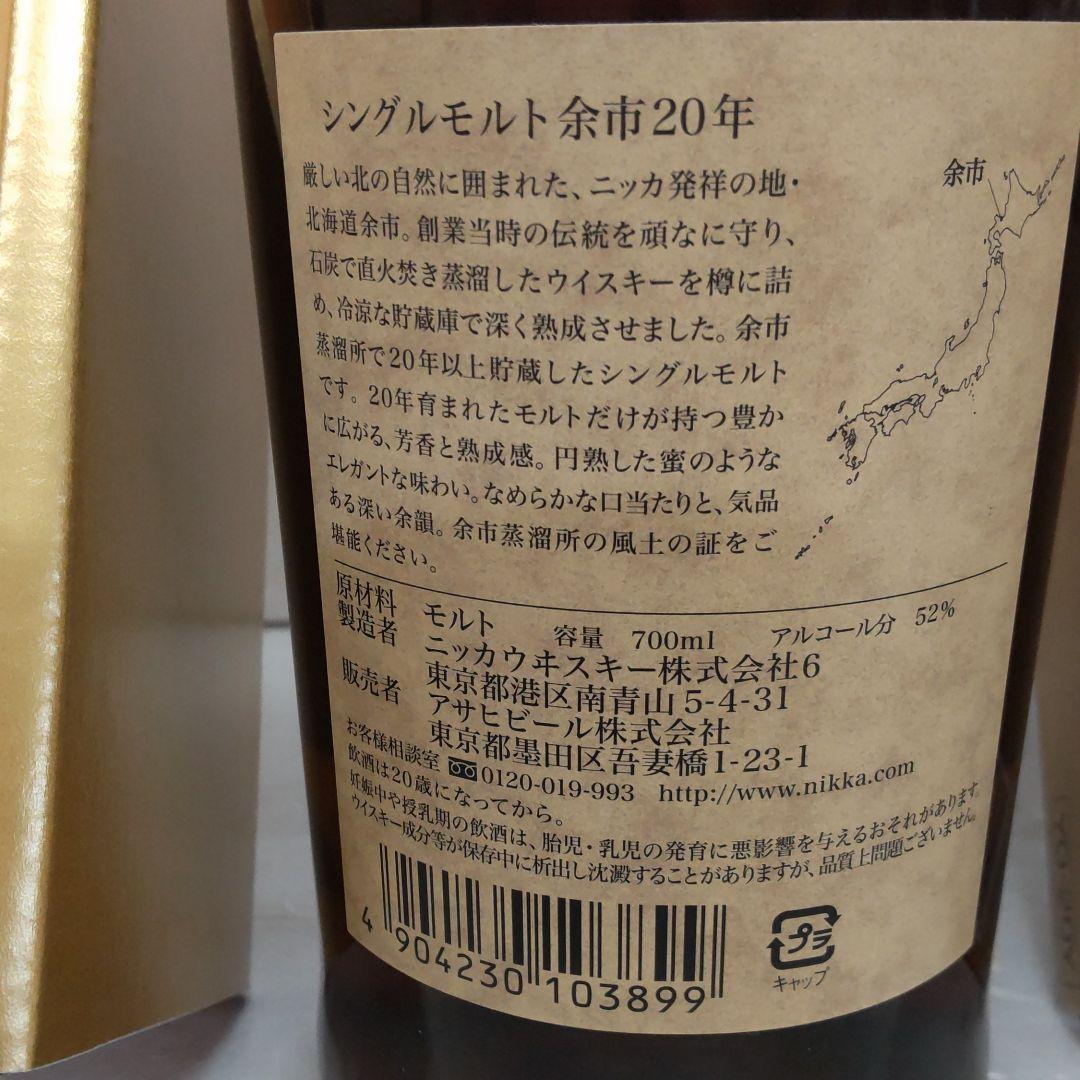 シングルモルト余市20年
余市
厳しい北の自然に囲まれた、ニッカ発祥の地・
北海道余市。創業当時の伝統を頑なに守り、
石炭で直火焚き蒸溜したウイスキーを樽に詰
め、冷涼な貯蔵庫で深く熟成させました。余市
蒸溜所で20年以上貯蔵したシングルモルト
です。20年育まれたモルトだけが持つ豊か
に広がる、芳香と熟成感。円熟した蜜のような
エレガントな味わい。なめらかな口当たりと、気品
ある深い余韻。余市蒸溜所の風土の証をご
堪能ください。
原材料 モルト 容量 700ml アルコール分 52%
製造者 ニッカウヰスキー株式会社6
東京都港区南青山5-4-31
販売者 アサヒビール株式会社
東京都墨田区吾妻橋1-23-1
お客様相談室 0120-019-993 http://www.nikka.com
飲酒は20歳になってから。
妊娠中や授乳期の飲酒は、胎児・乳児の発育に悪影響を与えるおそれがあります。
ウイスキー成分等が保存中に析出し沈澱することがありますが、品質上問題ございません。
4 904230 103899
プラ
キャップ